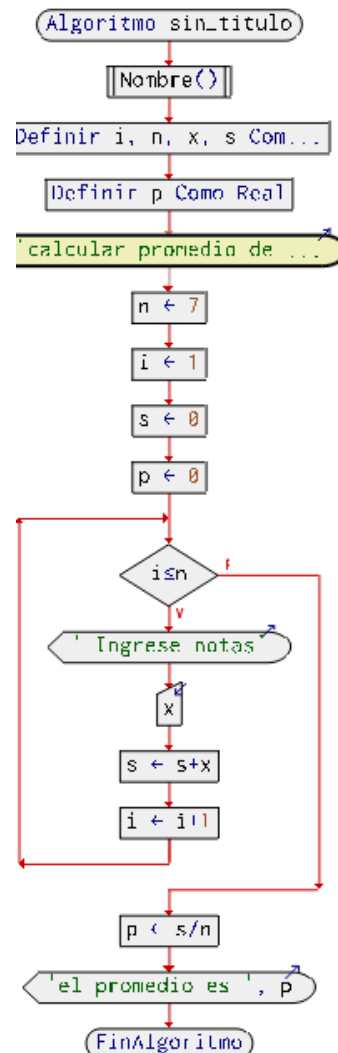 Algoritmo sin_titulo
Nombre()
Definir i, n, x, s Com...
Definir p Como Real
'calcular promedio de ...
n ← 7
i ← 1
s ← 0
p ← 0
i≤n
F
V
' Ingrese notas'
x
s ← s+x
i ← i+1
p ← s/n
'el promedio es ', p
FinAlgoritmo